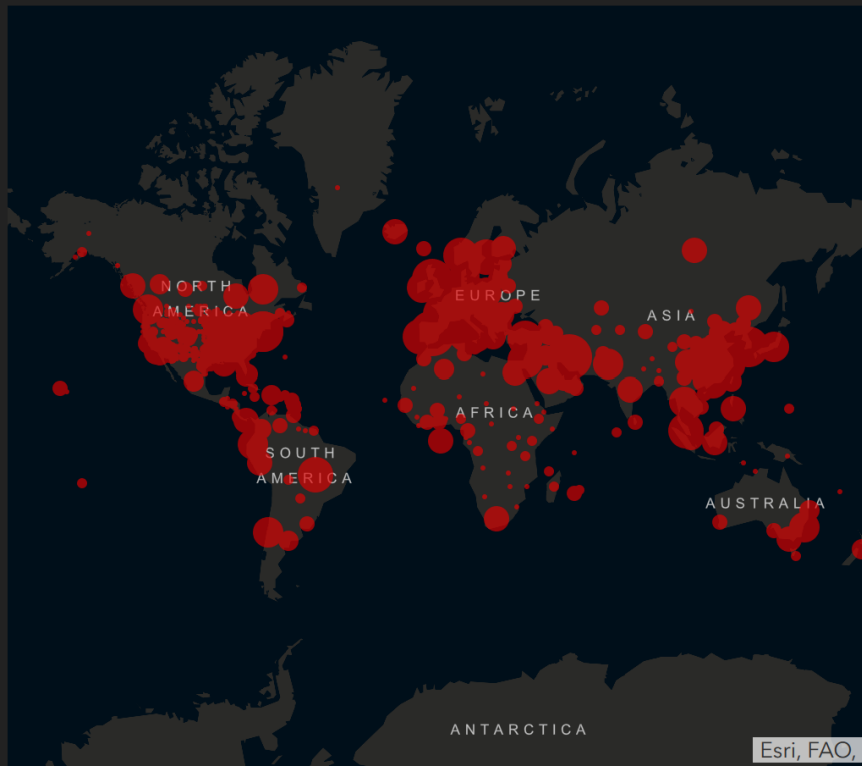 NORTH
AMERICA
EUROPE
ASIA
AFRICA
SOUTH
AMERICA
AUSTRALIA
ANTARCTICA
Esri, FAO,